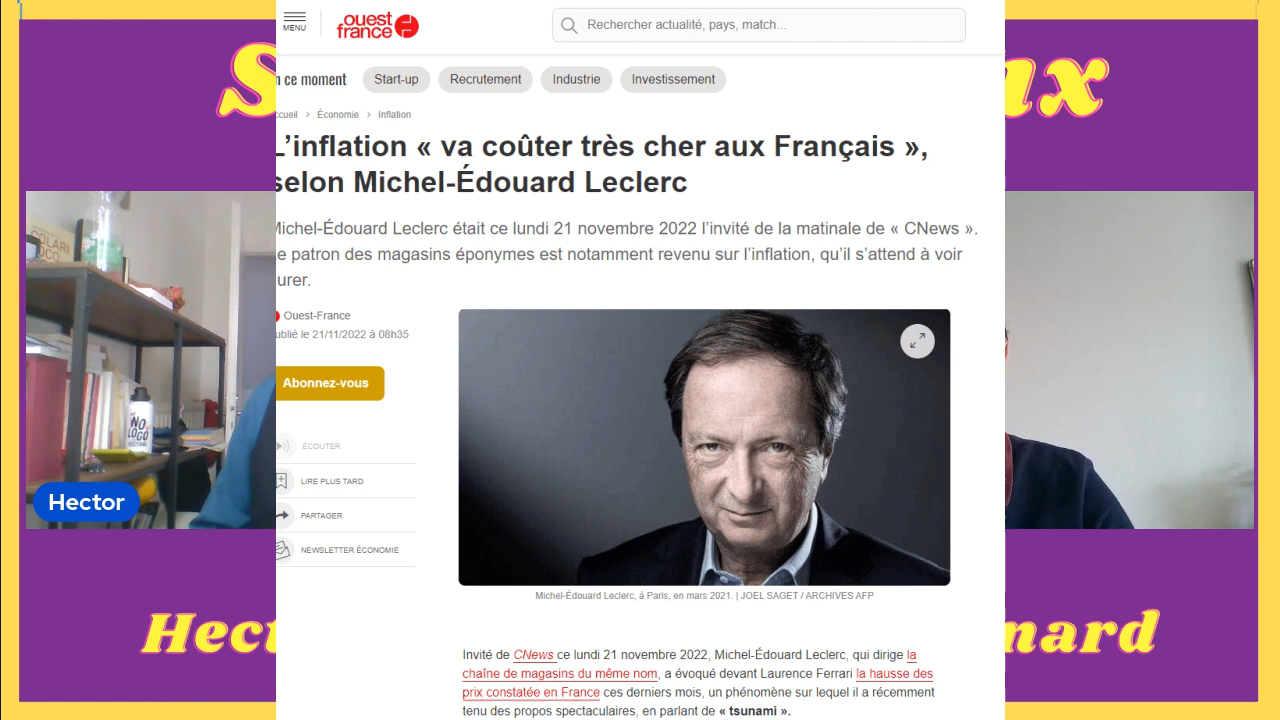 S
ux
MENU
ouest
france
Rechercher actualité, pays, match...
n ce moment
Start-up
Recrutement
Industrie
Investissement
cueil > Économie > Inflation
L’inflation « va coûter très cher aux Français »,
selon Michel-Édouard Leclerc
Michel-Édouard Leclerc était ce lundi 21 novembre 2022 l’invité de la matinale de « CNews ».
e patron des magasins éponymes est notamment revenu sur l’inflation, qu’il s’attend à voir
urer.
Ouest-France
ublié le 21/11/2022 à 08h35
Abonnez-vous
ÉCOUTER
LIRE PLUS TARD
PARTAGER
NEWSLETTER ÉCONOMIE
Michel-Édouard Leclerc, à Paris, en mars 2021. | JOEL SAGET / ARCHIVES AFP
Invité de CNews ce lundi 21 novembre 2022, Michel-Édouard Leclerc, qui dirige la
chaîne de magasins du même nom, a évoqué devant Laurence Ferrari la hausse des
prix constatée en France ces derniers mois, un phénomène sur lequel il a récemment
tenu des propos spectaculaires, en parlant de « tsunami ».
NO
LOGO
Hector
Hect
nard